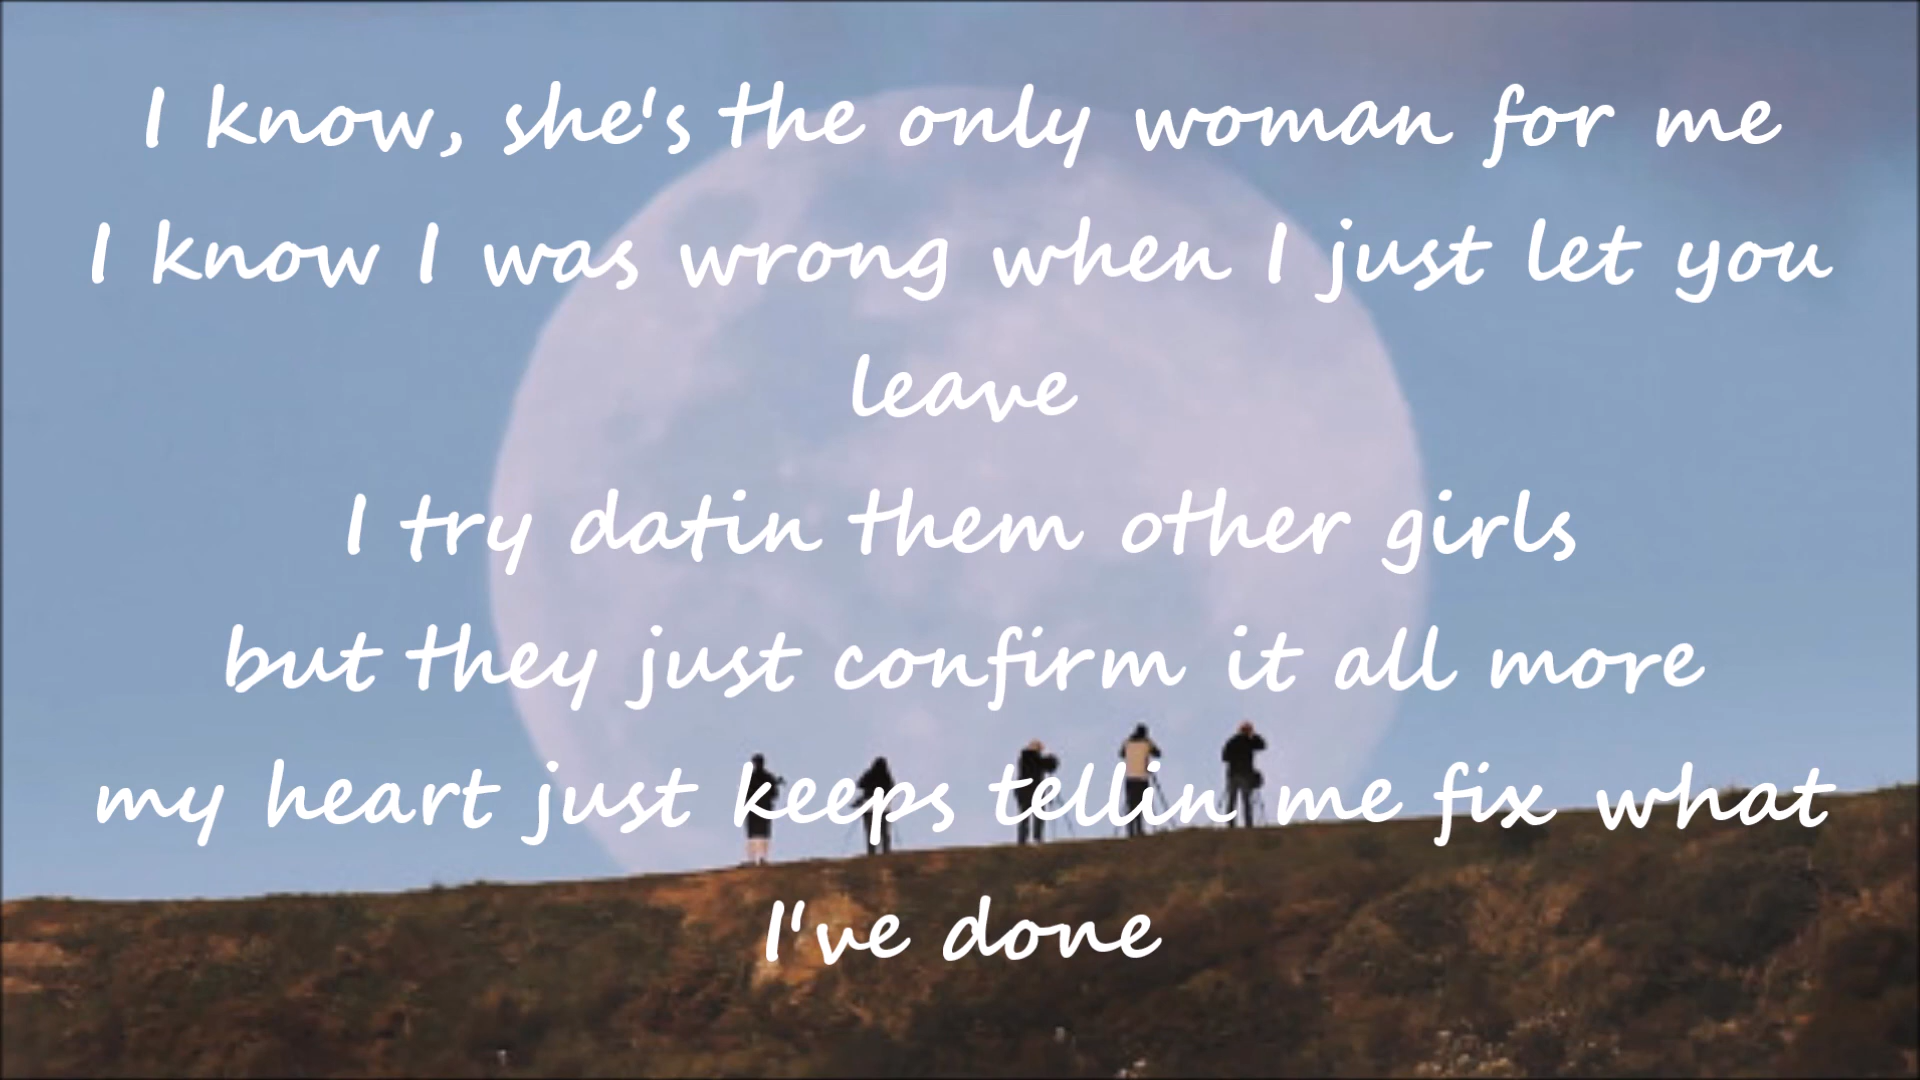 I know, she's the only woman for me
I know I was wrong when I just let you
leave
I try datin them other girls
but they just confirm it all more
my heart just keeps tellin me fix what
I've done